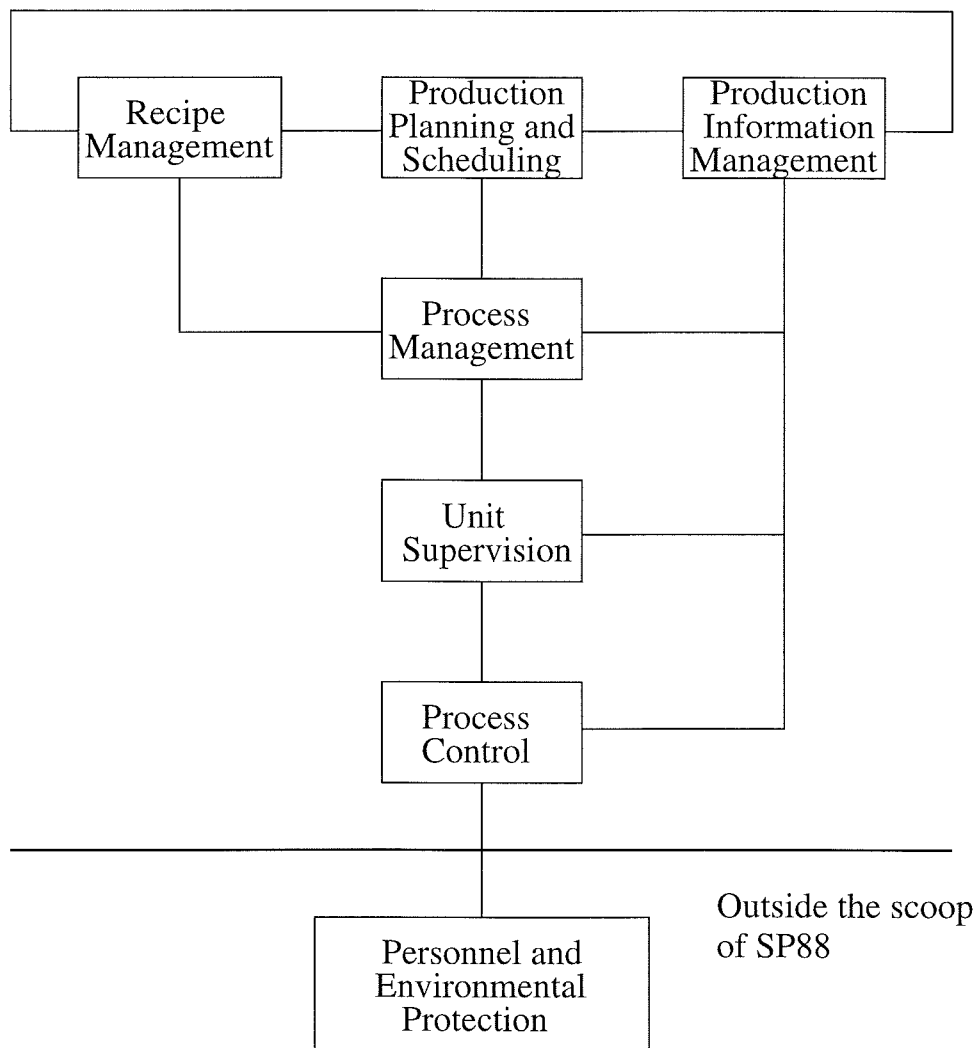 Recipe
Management
Production
Planning and
Scheduling
Production
Information
Management
Process
Management
Unit
Supervision
Process
Control
Outside the scoop
of SP88
Personnel and
Environmental
Protection